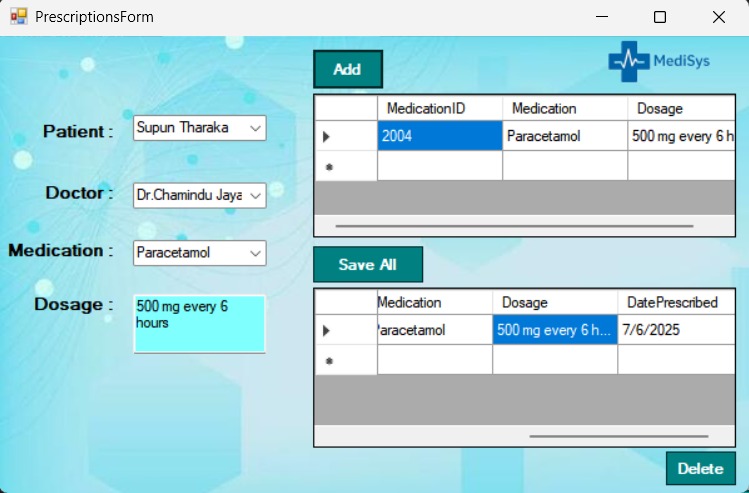 PrescriptionsForm
Add
MediSys
Patient :
Supun Tharaka
Doctor :
Dr.Chamindu Jaya
Medication :
Paracetamol
Dosage :
500 mg every 6
hours
MedicationID Medication Dosage
2004 Paracetamol 500 mg every 6 h
Save All
Medication Dosage DatePrescribed
Paracetamol 500 mg every 6 h... 7/6/2025
Delete